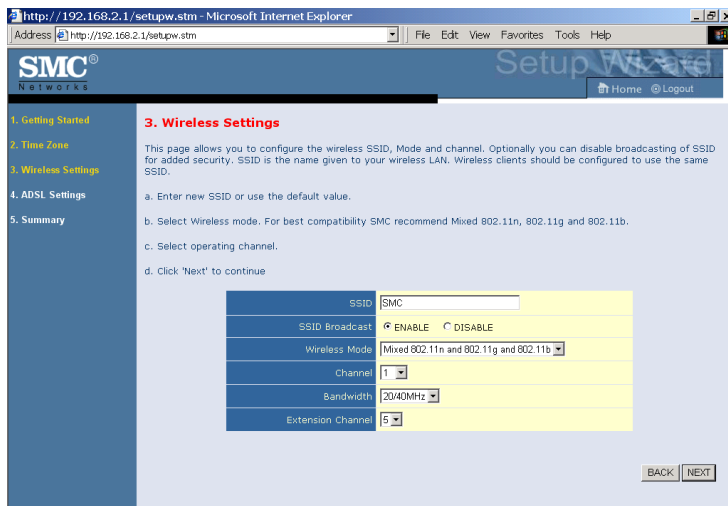 http://192.168.2.1/setupw.stm - Microsoft Internet Explorer
Address http://192.168.2.1/setupw.stm File Edit View Favorites Tools Help
SMC®
Networks
Setup Wizard
Home Logout
1. Getting Started
2. Time Zone
3. Wireless Settings
4. ADSL Settings
5. Summary
3. Wireless Settings
This page allows you to configure the wireless SSID, Mode and channel. Optionally you can disable broadcasting of SSID
for added security. SSID is the name given to your wireless LAN. Wireless clients should be configured to use the same
SSID.
a. Enter new SSID or use the default value.
b. Select Wireless mode. For best compatibility SMC recommend Mixed 802.11n, 802.11g and 802.11b.
c. Select operating channel.
d. Click 'Next' to continue
SSID SMC
SSID Broadcast ENABLE DISABLE
Wireless Mode Mixed 802.11n and 802.11g and 802.11b
Channel 1
Bandwidth 20/40MHz
Extension Channel 5
BACK NEXT